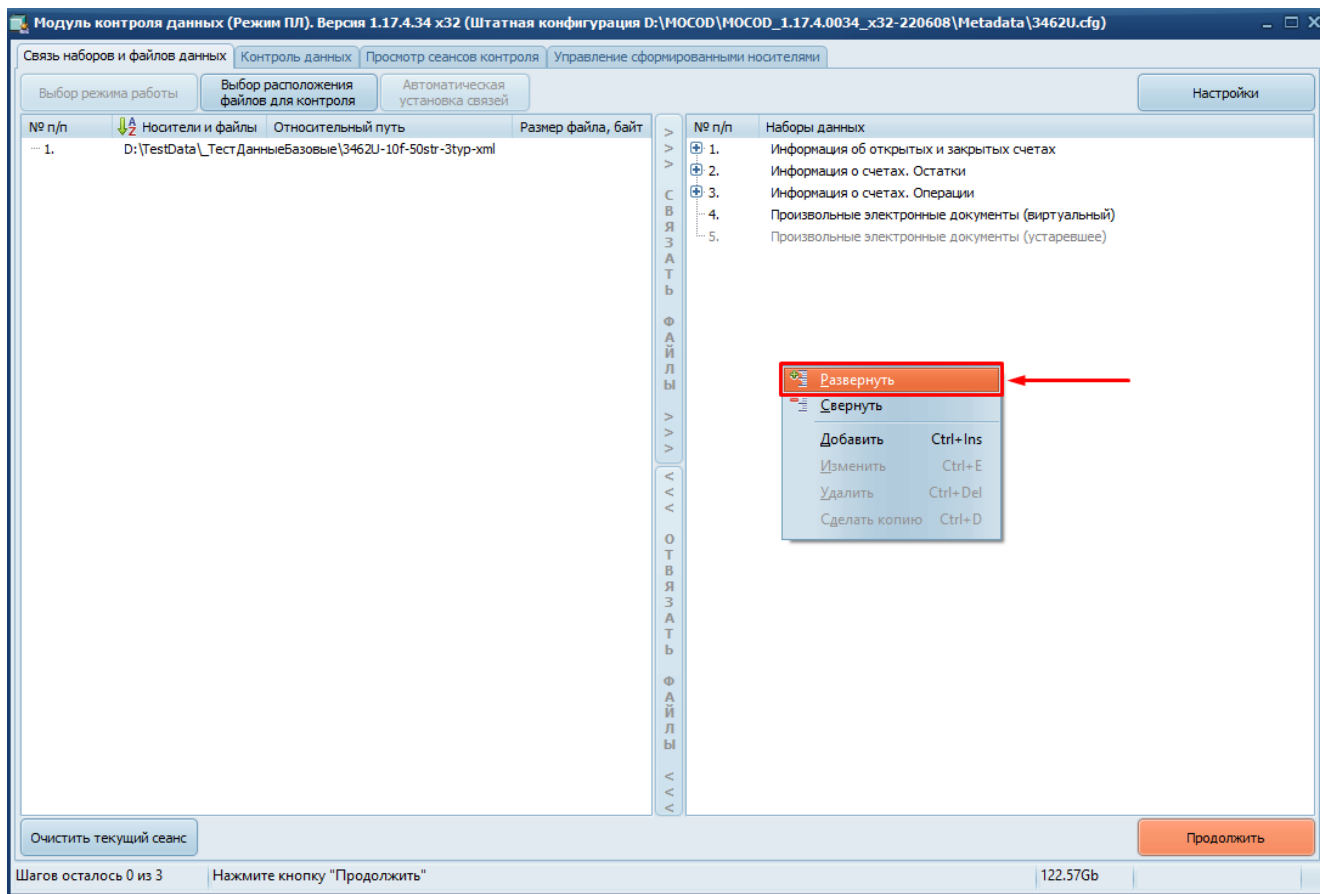 Модуль контроля данных (Режим ПЛ). Версия 1.17.4.34 x32 (Штатная конфигурация D:\MOCOD\MOCOD_1.17.4.0034_x32-220608\Metadata\3462U.cfg)
Связь наборов и файлов данных Контроль данных Просмотр сеансов контроля Управление сформированными носителями
Выбор режима работы
Выбор расположения
файлов для контроля
Автоматическая
установка связей
Настройки
№ п/п Носители и файлы Относительный путь Размер файла, байт
1. D:\TestData\_ТестДанныеБазовые\3462U-10f-50str-3typ-xml
> > > СВЯЗАТЬ ФАЙЛЫ > > >
< < < ОТВЯЗАТЬ ФАЙЛЫ < < <
№ п/п Наборы данных
1. Информация об открытых и закрытых счетах
2. Информация о счетах. Остатки
3. Информация о счетах. Операции
4. Произвольные электронные документы (виртуальный)
5. Произвольные электронные документы (устаревшее)
Развернуть
Свернуть
Добавить Ctrl+Ins
Изменить Ctrl+E
Удалить Ctrl+Del
Сделать копию Ctrl+D
Очистить текущий сеанс
Продолжить
Шагов осталось 0 из 3 Нажмите кнопку "Продолжить" 122.57Gb